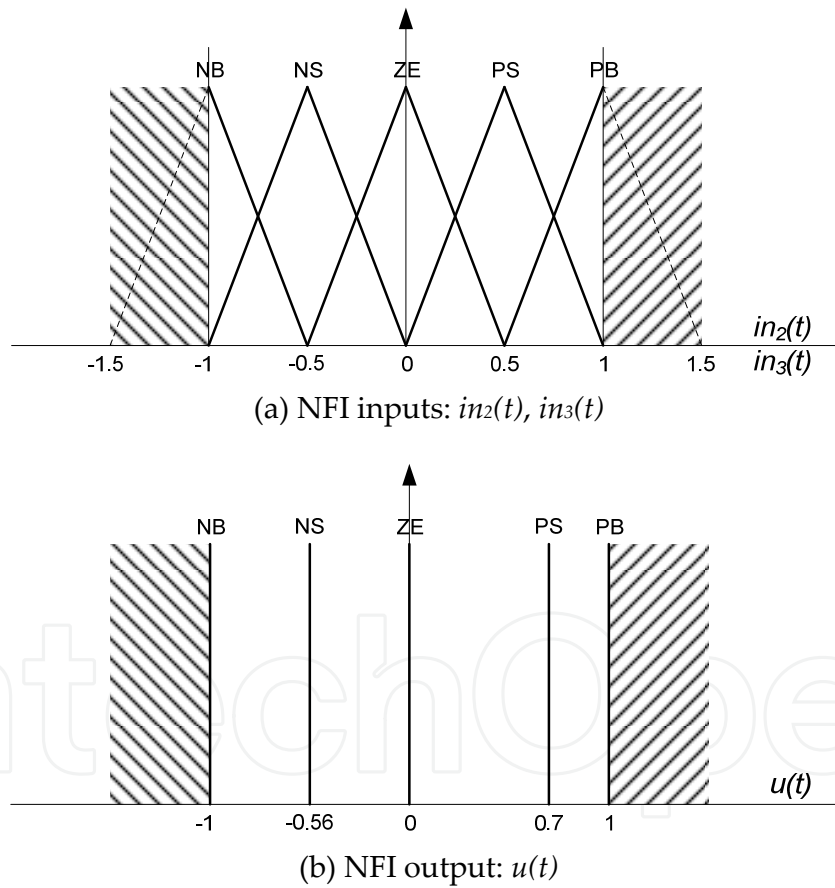 NB NS ZE PS PB
in2(t)
-1.5 -1 -0.5 0 0.5 1 1.5 in3(t)
(a) NFI inputs: in2(t), in3(t)
NB NS ZE PS PB
ntechOpe
u(t)
-1 -0.56 0 0.7 1
(b) NFI output: u(t)